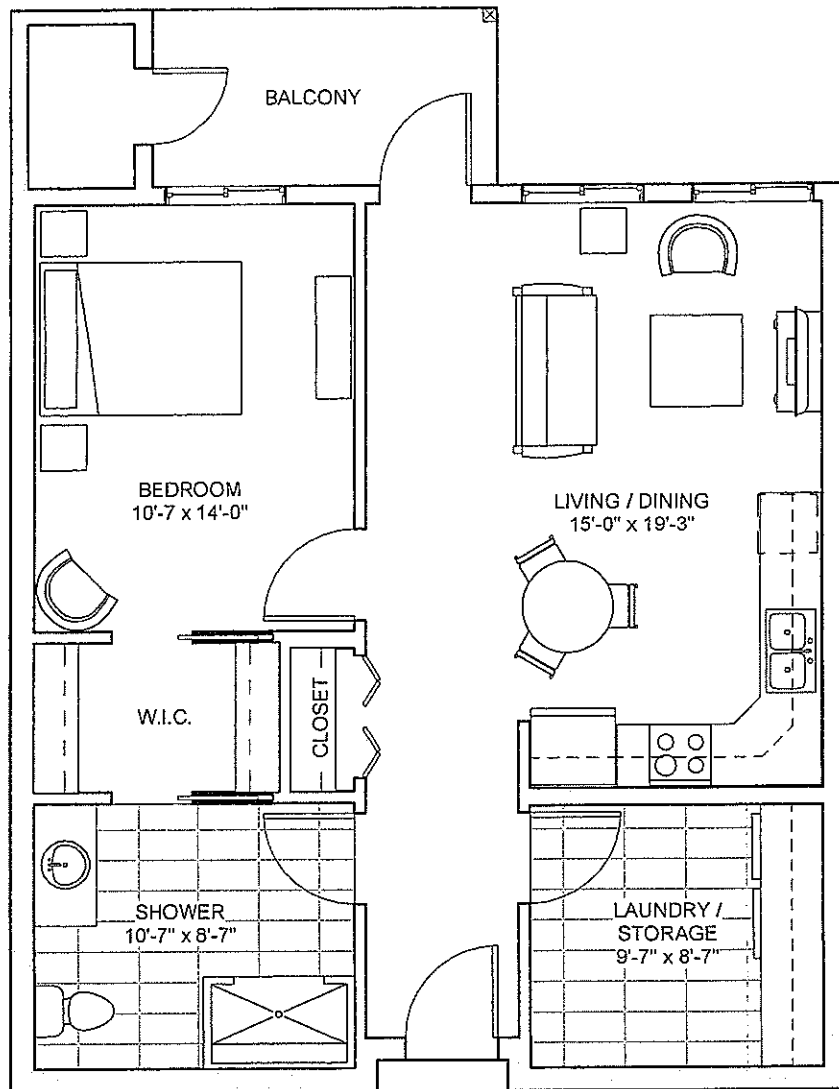 BALCONY
BEDROOM
10'-7 x 14'-0"
LIVING / DINING
15'-0" x 19'-3"
W.I.C.
CLOSET
SHOWER
10'-7" x 8'-7"
LAUNDRY /
STORAGE
9'-7" x 8'-7"